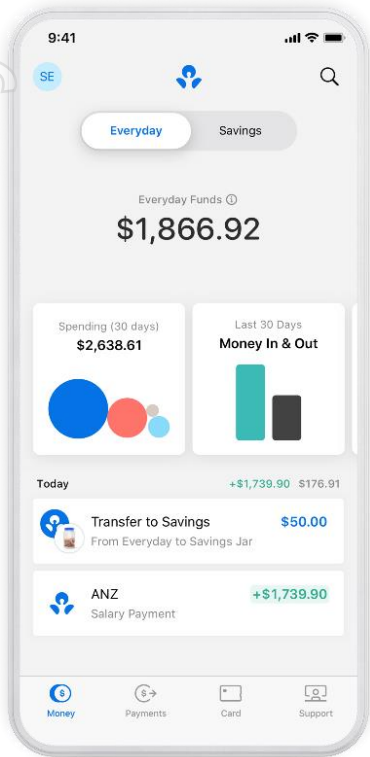 9:41
SE
Everyday
Savings
Everyday Funds ⓘ
$1,866.92
Spending (30 days)
$2,638.61
Last 30 Days
Money In & Out
Today +$1,739.90 $176.91
Transfer to Savings $50.00
From Everyday to Savings Jar
ANZ +$1,739.90
Salary Payment
Money
Payments
Card
Support